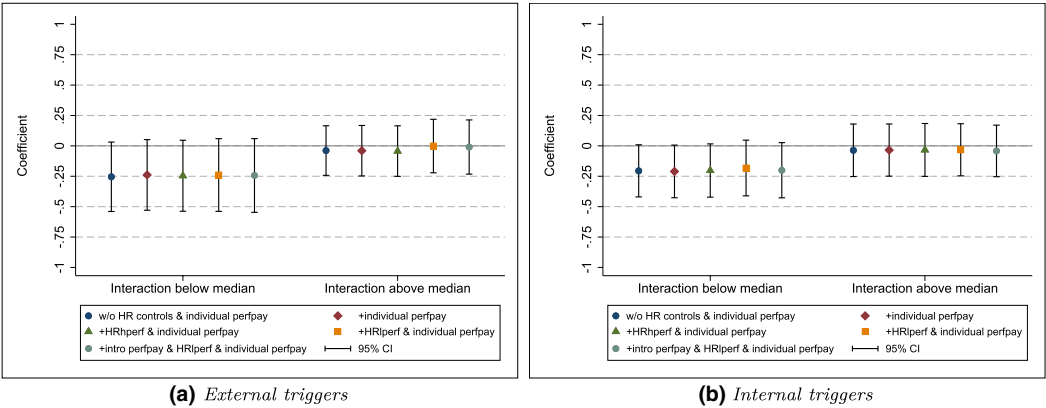 Coefficient
1
.75
.5
.25
0
-.25
-.5
-.75
-1
Interaction below median
Interaction above median
w/o HR controls & individual perfpay
+individual perfpay
+HRhperf & individual perfpay
+HRlperf & individual perfpay
+intro perfpay & HRlperf & individual perfpay
95% CI
(a) External triggers
Coefficient
1
.75
.5
.25
0
-.25
-.5
-.75
-1
Interaction below median
Interaction above median
w/o HR controls & individual perfpay
+individual perfpay
+HRhperf & individual perfpay
+HRlperf & individual perfpay
+intro perfpay & HRlperf & individual perfpay
95% CI
(b) Internal triggers